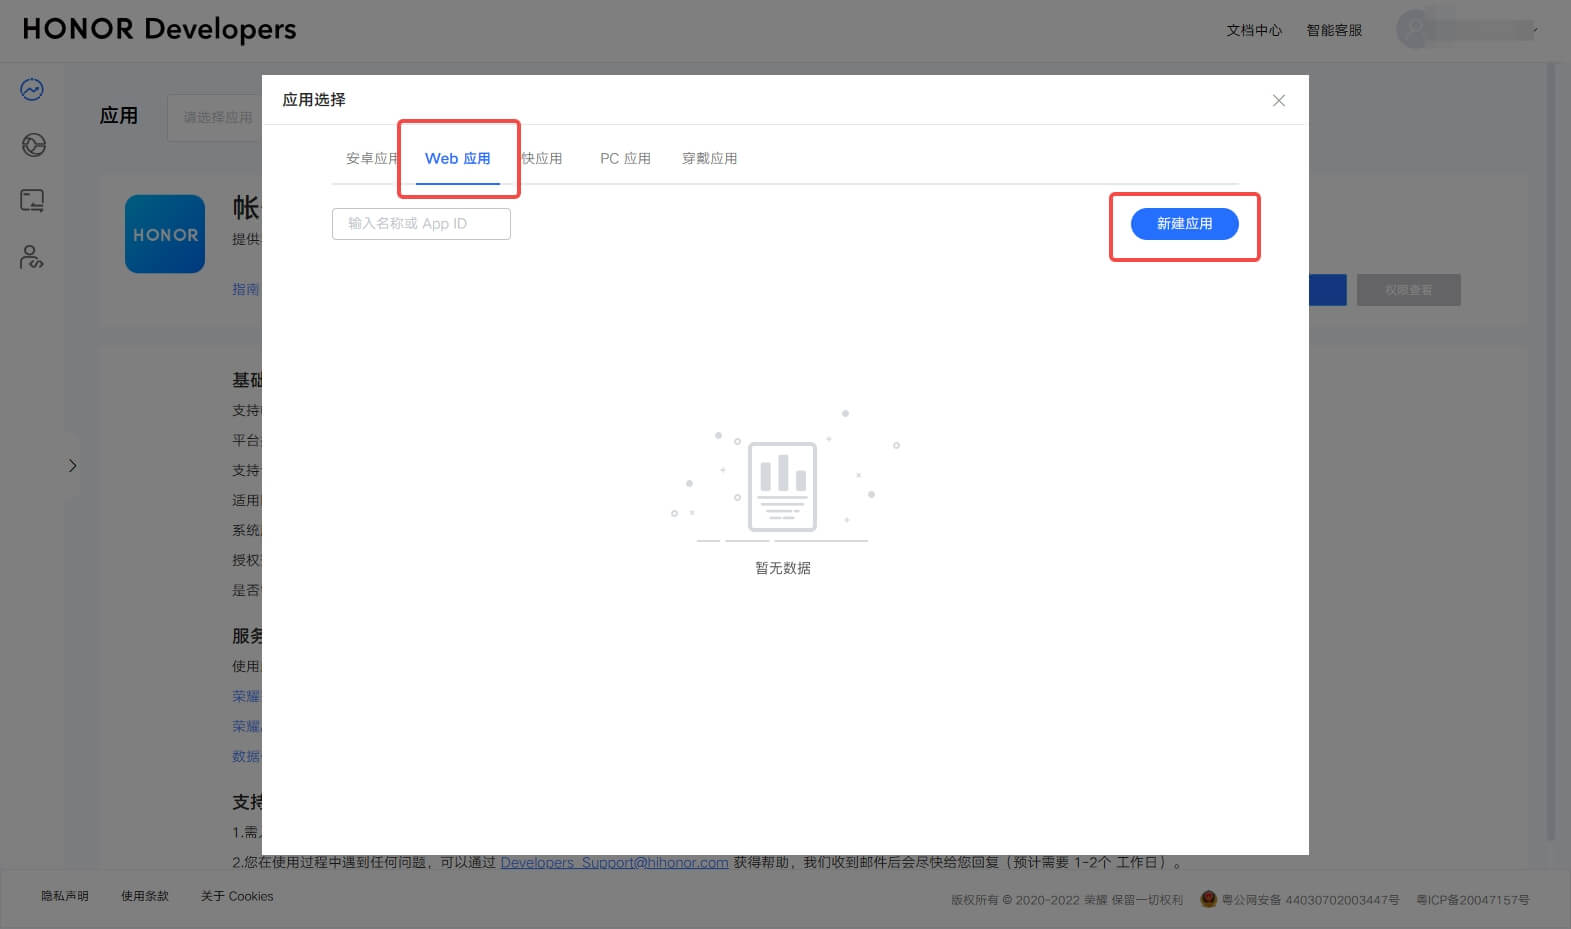 HONOR Developers
文档中心
智能客服
应用
请选择应用
应用选择
安卓应用
Web 应用
快应用
PC 应用
穿戴应用
输入名称或 App ID
新建应用
HONOR
帐
提供
指南
权限查看
基础
支持
平台
支持
适用
系统
授权
是否
暂无数据
服务
使用
荣耀
荣耀
数据
支持
1.需
2.您在使用过程中遇到任何问题，可以通过 Developers_Support@hihonor.com 获得帮助，我们收到邮件后会尽快给您回复（预计需要 1-2个 工作日）。
隐私声明
使用条款
关于 Cookies
版权所有 © 2020-2022 荣耀 保留一切权利
粤公网安备 44030702003447号
粤ICP备20047157号